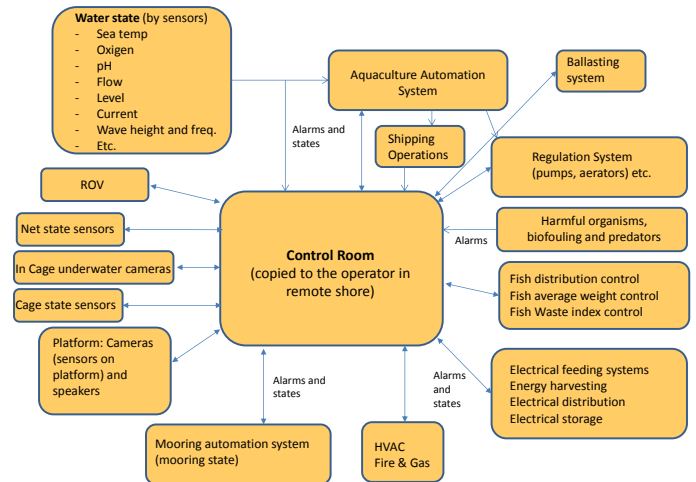 Water state (by sensors)
- Sea temp
- Oxigen
- pH
- Flow
- Level
- Current
- Wave height and freq.
- Etc.
Aquaculture Automation
System
Ballasting
system
Alarms and
states
Shipping
Operations
Regulation System
(pumps, aerators) etc.
ROV
Net state sensors
In Cage underwater cameras
Cage state sensors
Platform: Cameras
(sensors on
platform) and
speakers
Control Room
(copied to the operator in
remote shore)
Alarms
Harmful organisms,
biofouling and predators
Fish distribution control
Fish average weight control
Fish Waste index control
Electrical feeding systems
Energy harvesting
Electrical distribution
Electrical storage
Alarms and
states
Alarms
and
states
Mooring automation system
(mooring state)
HVAC
Fire & Gas